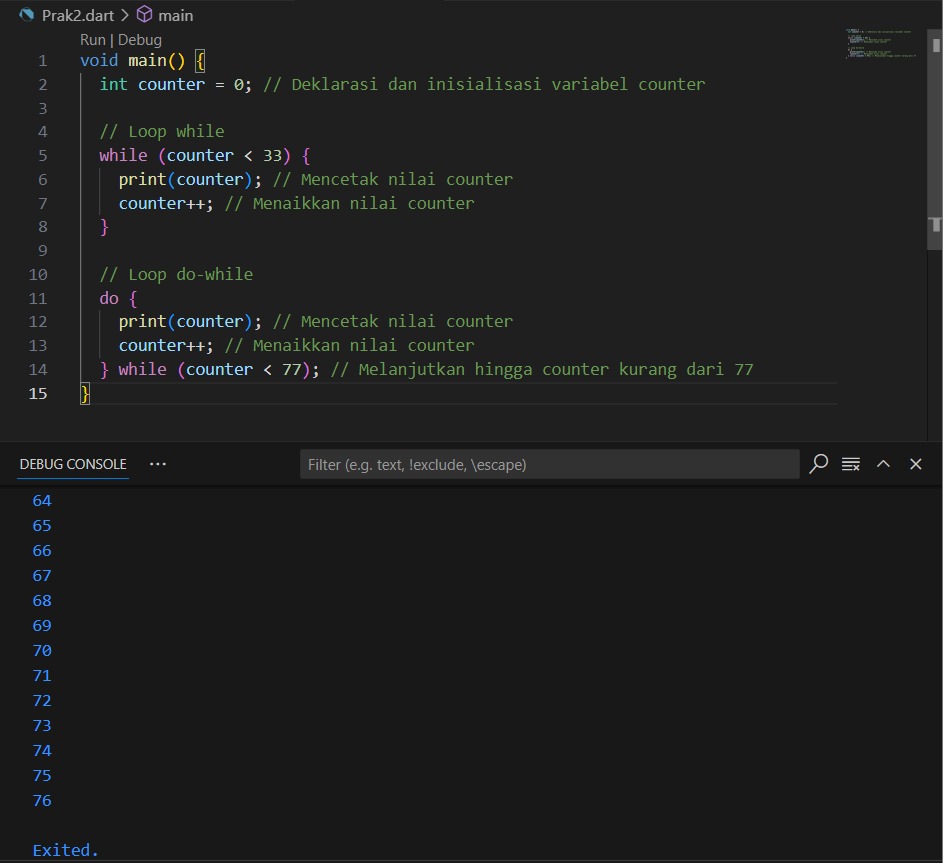 Prak2.dart > main
Run | Debug
1 void main() {
2   int counter = 0; // Deklarasi dan inisialisasi variabel counter
3
4   // Loop while
5   while (counter < 33) {
6     print(counter); // Mencetak nilai counter
7     counter++; // Menaikkan nilai counter
8   }
9
10   // Loop do-while
11   do {
12     print(counter); // Mencetak nilai counter
13     counter++; // Menaikkan nilai counter
14   } while (counter < 77); // Melanjutkan hingga counter kurang dari 77
15 }
DEBUG CONSOLE ··· Filter (e.g. text, !exclude, \escape)
64
65
66
67
68
69
70
71
72
73
74
75
76
Exited.